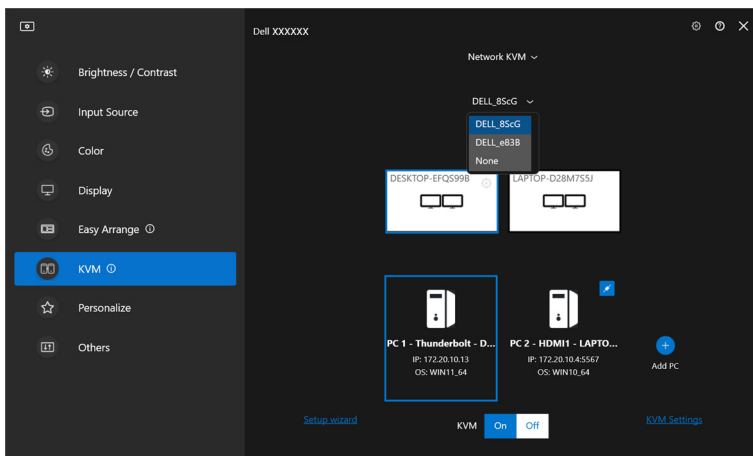 Dell XXXXXX
Brightness / Contrast
Input Source
Color
Display
Easy Arrange
KVM
Personalize
Others
Network KVM
DELL_8ScG
DELL_8ScG
DELL_e83B
None
DESKTOP-EFQS99B
LAPTOP-D28M7S5J
PC 1 - Thunderbolt - D...
IP: 172.20.10.13
OS: WIN11_64
PC 2 - HDMI1 - LAPTO...
IP: 172.20.10.4:5567
OS: WIN10_64
Add PC
Setup wizard
KVM On Off
KVM Settings